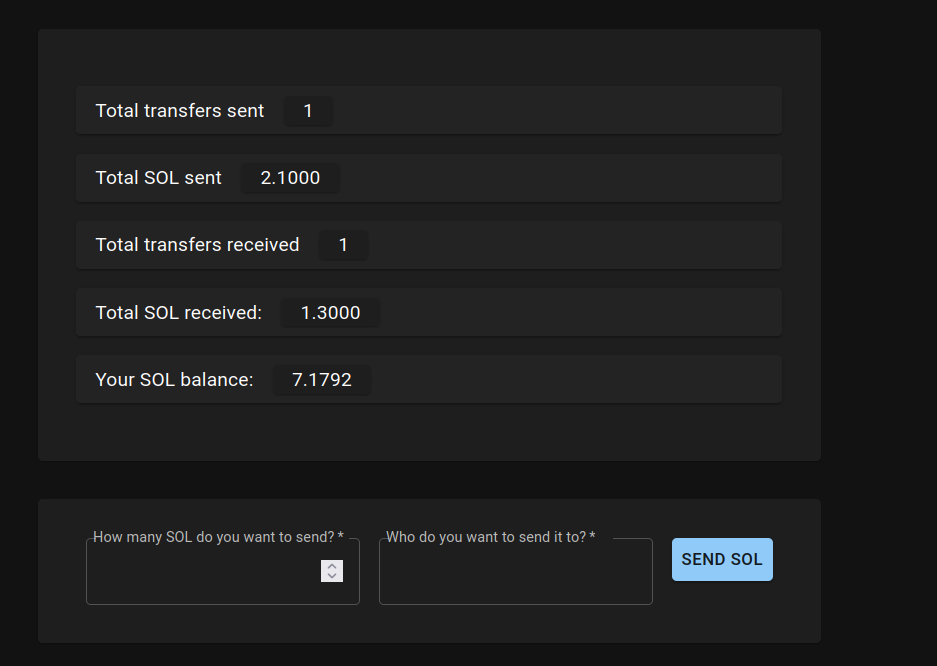 Total transfers sent 1
Total SOL sent 2.1000
Total transfers received 1
Total SOL received: 1.3000
Your SOL balance: 7.1792
How many SOL do you want to send? * Who do you want to send it to? *
SEND SOL